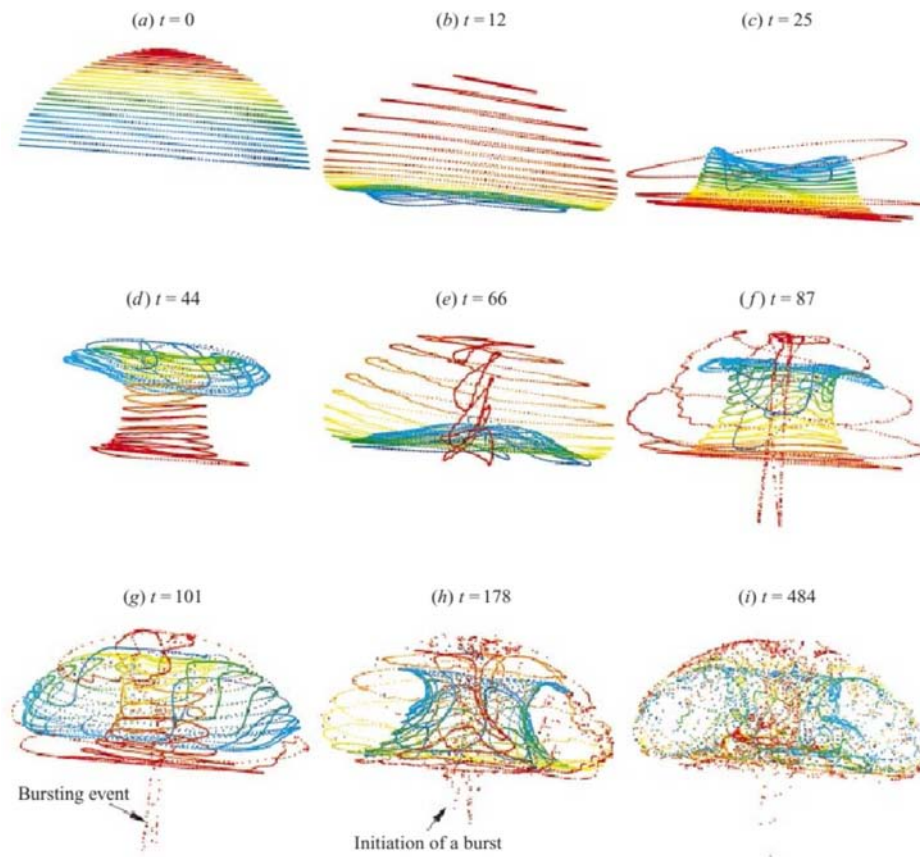 (a) t = 0
(b) t = 12
(c) t = 25
(d) t = 44
(e) t = 66
(f) t = 87
(g) t = 101
(h) t = 178
(i) t = 484
Bursting event
Initiation of a burst